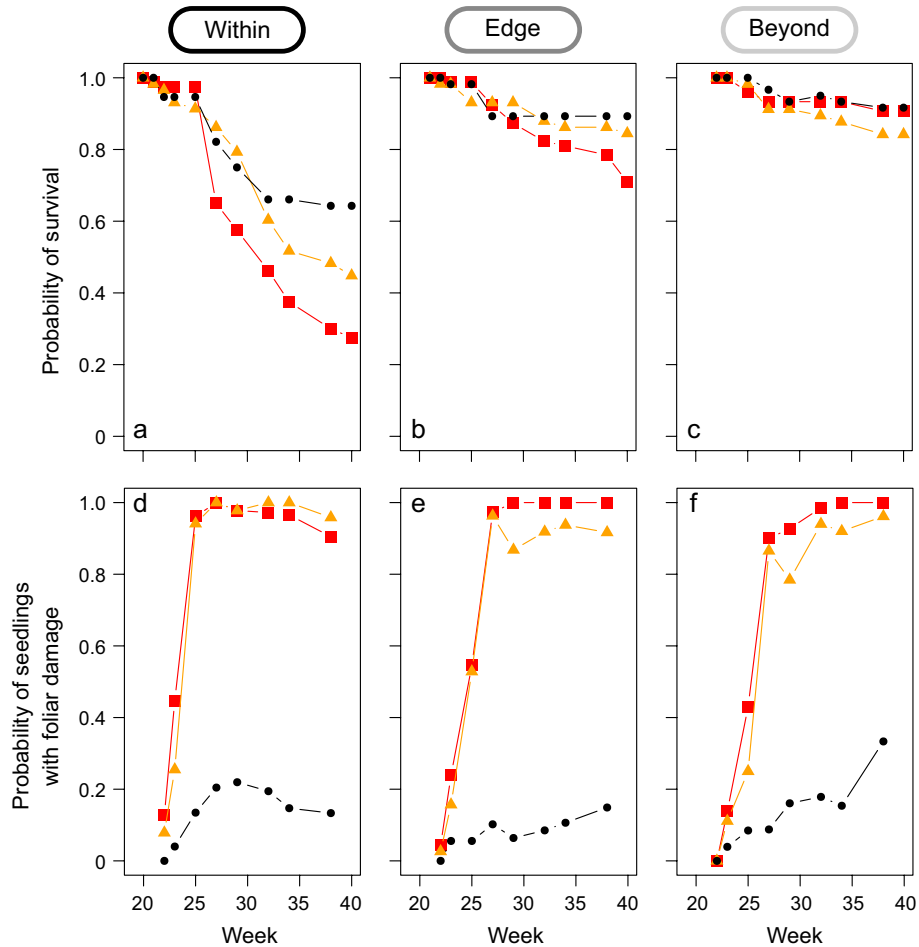 Within Edge Beyond
Probability of survival
1.0
0.8
0.6
0.4
0.2
0
a b c
Probability of seedlings
with foliar damage
1.0
0.8
0.6
0.4
0.2
0
d e f
20 25 30 35 40 20 25 30 35 40 20 25 30 35 40
Week Week Week